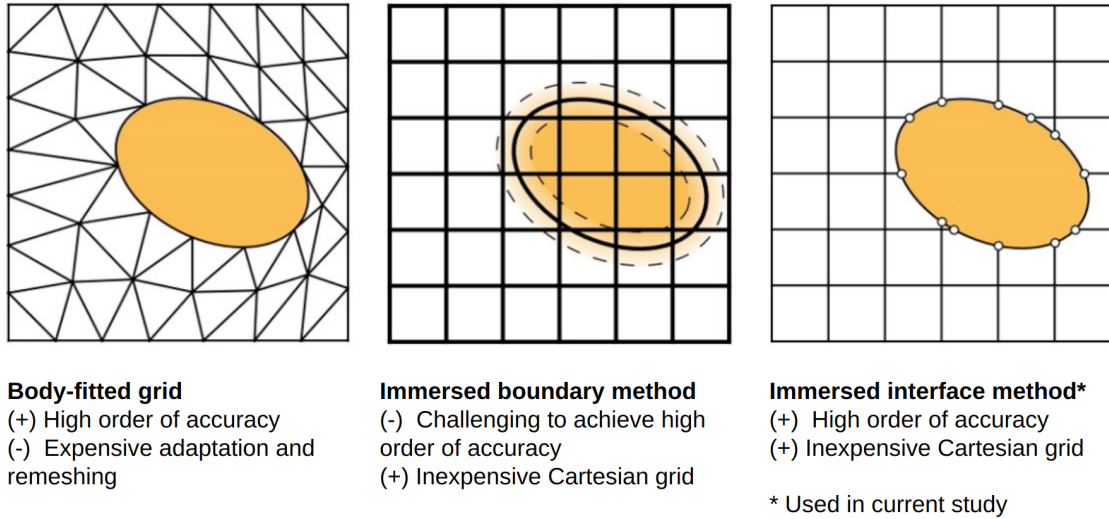 Body-fitted grid
(+) High order of accuracy
(-)  Expensive adaptation and
remeshing
Immersed boundary method
(-)  Challenging to achieve high
order of accuracy
(+) Inexpensive Cartesian grid
Immersed interface method*
(+)  High order of accuracy
(+) Inexpensive Cartesian grid
* Used in current study